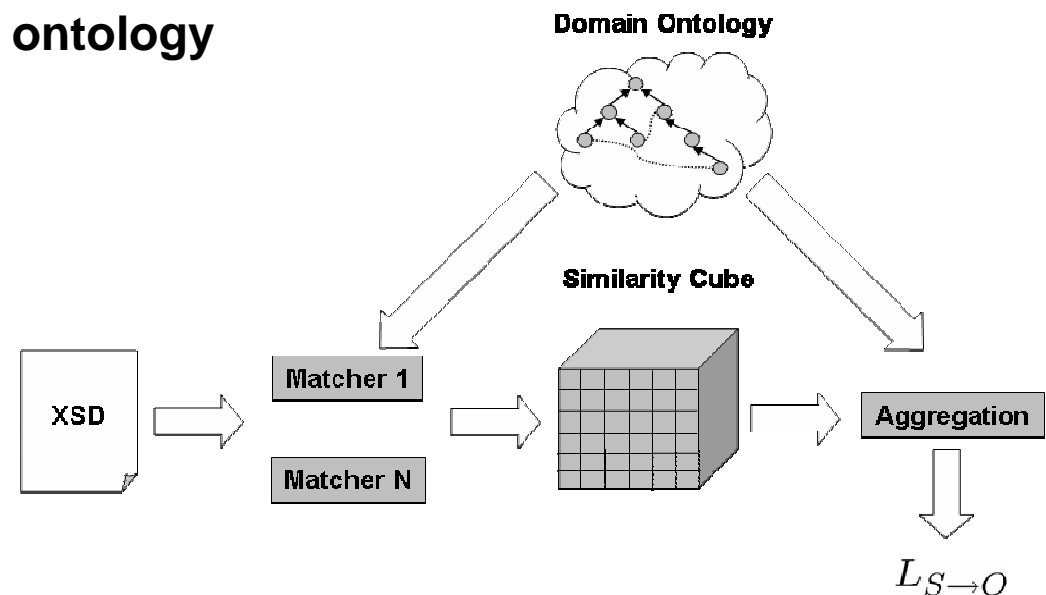 ontology
Domain Ontology
Similarity Cube
XSD
Matcher 1
Matcher N
Aggregation
L_{S→O}